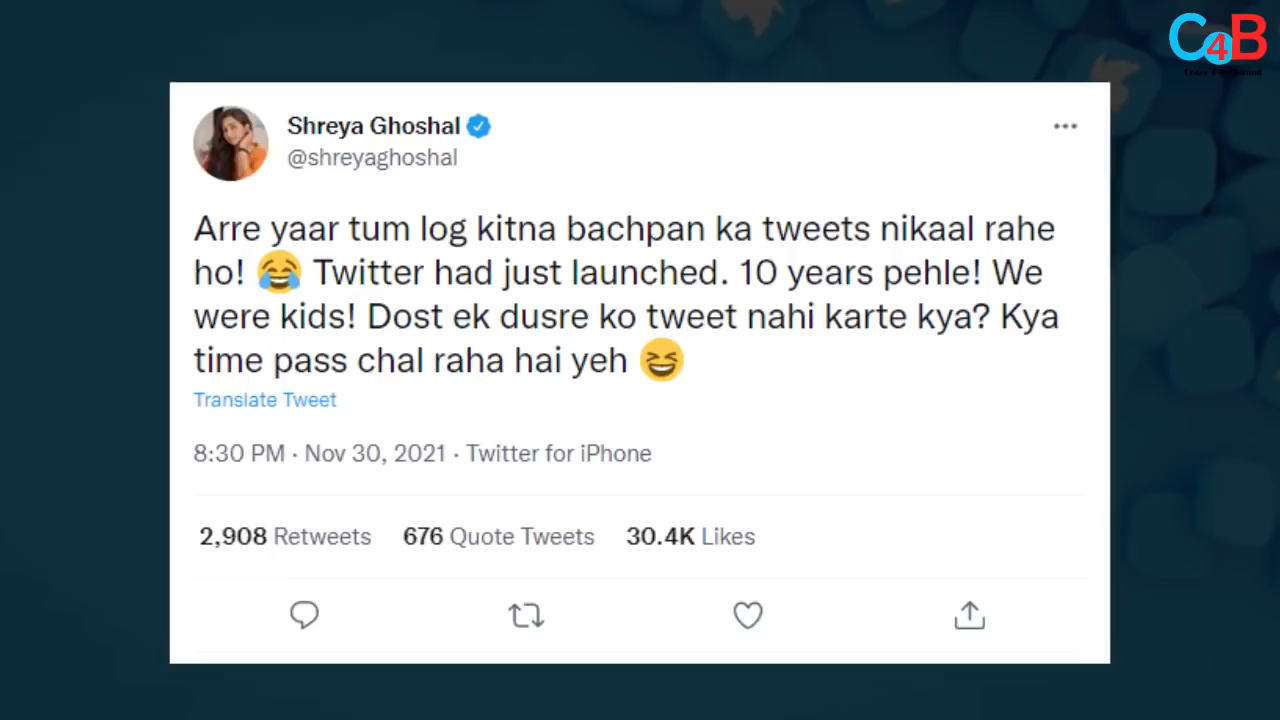 C4B
Shreya Ghoshal
@shreyaghoshal
Arre yaar tum log kitna bachpan ka tweets nikaal rahe
ho! 😂 Twitter had just launched. 10 years pehle! We
were kids! Dost ek dusre ko tweet nahi karte kya? Kya
time pass chal raha hai yeh 😆
Translate Tweet
8:30 PM · Nov 30, 2021 · Twitter for iPhone
2,908 Retweets 676 Quote Tweets 30.4K Likes